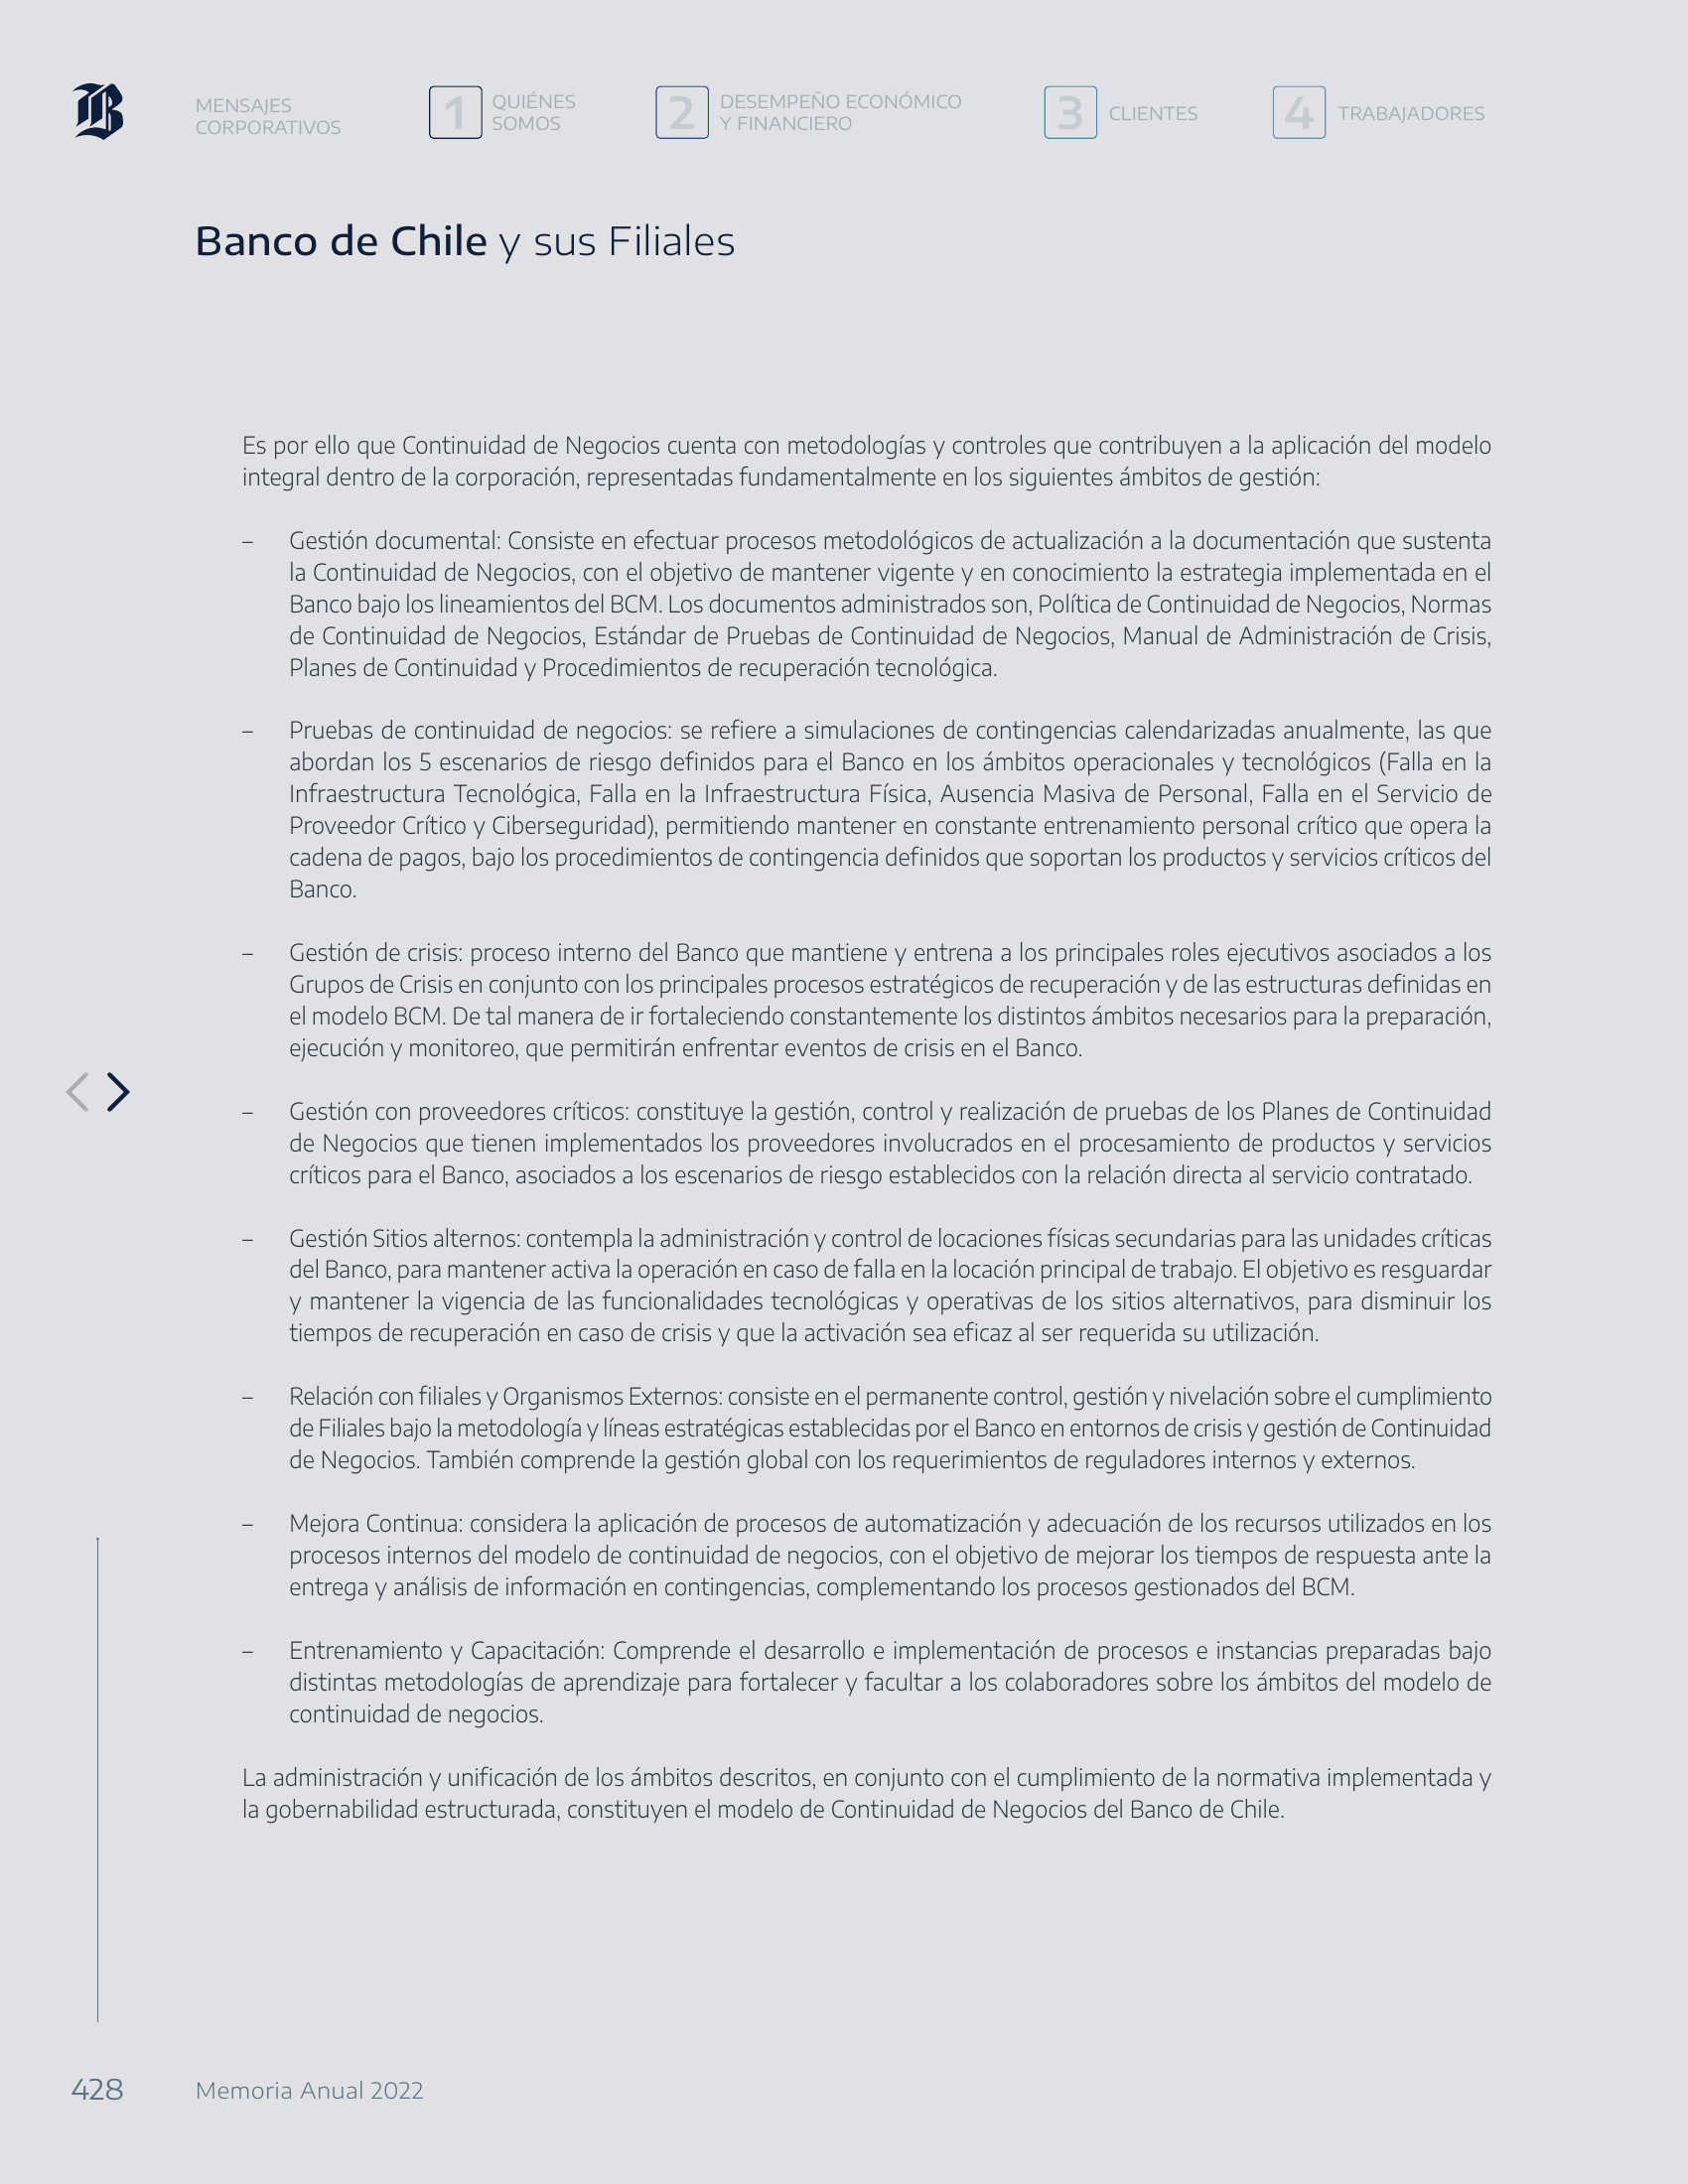 MENSAJES
CORPORATIVOS
1 QUIÉNES
SOMOS
2 DESEMPEÑO ECONÓMICO
Y FINANCIERO
3 CLIENTES
4 TRABAJADORES
Banco de Chile y sus Filiales
Es por ello que Continuidad de Negocios cuenta con metodologías y controles que contribuyen a la aplicación del modelo
integral dentro de la corporación, representadas fundamentalmente en los siguientes ámbitos de gestión:
– Gestión documental: Consiste en efectuar procesos metodológicos de actualización a la documentación que sustenta
la Continuidad de Negocios, con el objetivo de mantener vigente y en conocimiento la estrategia implementada en el
Banco bajo los lineamientos del BCM. Los documentos administrados son, Política de Continuidad de Negocios, Normas
de Continuidad de Negocios, Estándar de Pruebas de Continuidad de Negocios, Manual de Administración de Crisis,
Planes de Continuidad y Procedimientos de recuperación tecnológica.
– Pruebas de continuidad de negocios: se refiere a simulaciones de contingencias calendarizadas anualmente, las que
abordan los 5 escenarios de riesgo definidos para el Banco en los ámbitos operacionales y tecnológicos (Falla en la
Infraestructura Tecnológica, Falla en la Infraestructura Física, Ausencia Masiva de Personal, Falla en el Servicio de
Proveedor Crítico y Ciberseguridad), permitiendo mantener en constante entrenamiento personal crítico que opera la
cadena de pagos, bajo los procedimientos de contingencia definidos que soportan los productos y servicios críticos del
Banco.
– Gestión de crisis: proceso interno del Banco que mantiene y entrena a los principales roles ejecutivos asociados a los
Grupos de Crisis en conjunto con los principales procesos estratégicos de recuperación y de las estructuras definidas en
el modelo BCM. De tal manera de ir fortaleciendo constantemente los distintos ámbitos necesarios para la preparación,
ejecución y monitoreo, que permitirán enfrentar eventos de crisis en el Banco.
– Gestión con proveedores críticos: constituye la gestión, control y realización de pruebas de los Planes de Continuidad
de Negocios que tienen implementados los proveedores involucrados en el procesamiento de productos y servicios
críticos para el Banco, asociados a los escenarios de riesgo establecidos con la relación directa al servicio contratado.
– Gestión Sitios alternos: contempla la administración y control de locaciones físicas secundarias para las unidades críticas
del Banco, para mantener activa la operación en caso de falla en la locación principal de trabajo. El objetivo es resguardar
y mantener la vigencia de las funcionalidades tecnológicas y operativas de los sitios alternativos, para disminuir los
tiempos de recuperación en caso de crisis y que la activación sea eficaz al ser requerida su utilización.
– Relación con filiales y Organismos Externos: consiste en el permanente control, gestión y nivelación sobre el cumplimiento
de Filiales bajo la metodología y líneas estratégicas establecidas por el Banco en entornos de crisis y gestión de Continuidad
de Negocios. También comprende la gestión global con los requerimientos de reguladores internos y externos.
– Mejora Continua: considera la aplicación de procesos de automatización y adecuación de los recursos utilizados en los
procesos internos del modelo de continuidad de negocios, con el objetivo de mejorar los tiempos de respuesta ante la
entrega y análisis de información en contingencias, complementando los procesos gestionados del BCM.
– Entrenamiento y Capacitación: Comprende el desarrollo e implementación de procesos e instancias preparadas bajo
distintas metodologías de aprendizaje para fortalecer y facultar a los colaboradores sobre los ámbitos del modelo de
continuidad de negocios.
La administración y unificación de los ámbitos descritos, en conjunto con el cumplimiento de la normativa implementada y
la gobernabilidad estructurada, constituyen el modelo de Continuidad de Negocios del Banco de Chile.
428 Memoria Anual 2022